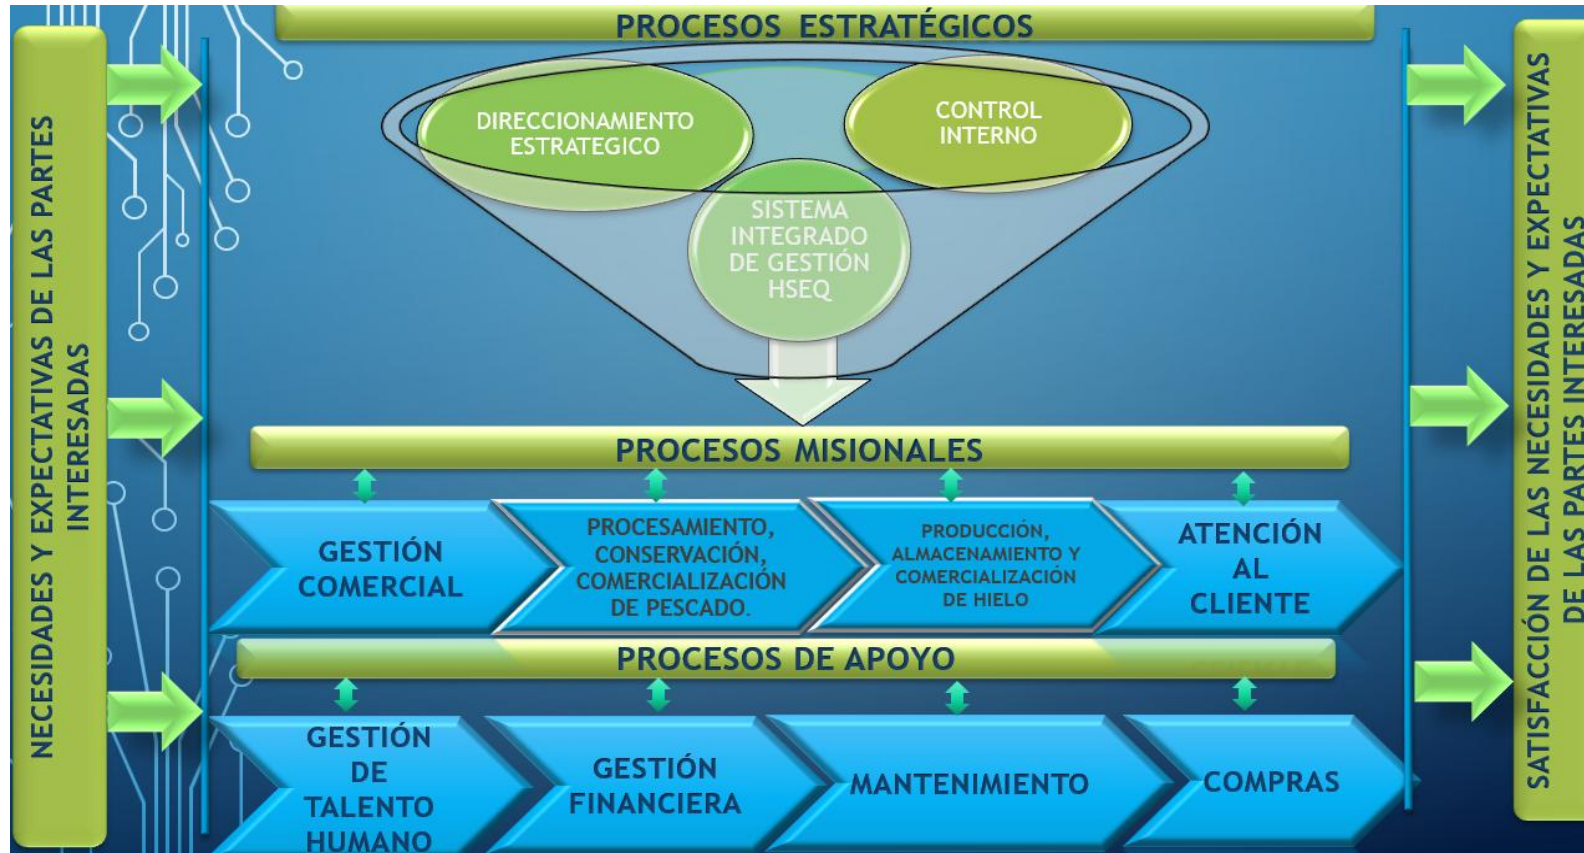 PROCESOS ESTRATÉGICOS
NECESIDADES Y EXPECTATIVAS DE LAS PARTES
INTERESADAS
DIRECCIONAMIENTO
ESTRATEGICO
CONTROL
INTERNO
SISTEMA
INTEGRADO
DE GESTIÓN
HSEQ
PROCESOS MISIONALES
GESTIÓN
COMERCIAL
PROCESAMIENTO,
CONSERVACIÓN,
COMERCIALIZACIÓN
DE PESCADO.
PRODUCCIÓN,
ALMACENAMIENTO Y
COMERCIALIZACIÓN
DE HIELO
ATENCIÓN
AL
CLIENTE
PROCESOS DE APOYO
GESTIÓN
DE
TALENTO
HUMANO
GESTIÓN
FINANCIERA
MANTENIMIENTO
COMPRAS
SATISFACCIÓN DE LAS NECESIDADES Y EXPECTATIVAS
DE LAS PARTES INTERESADAS